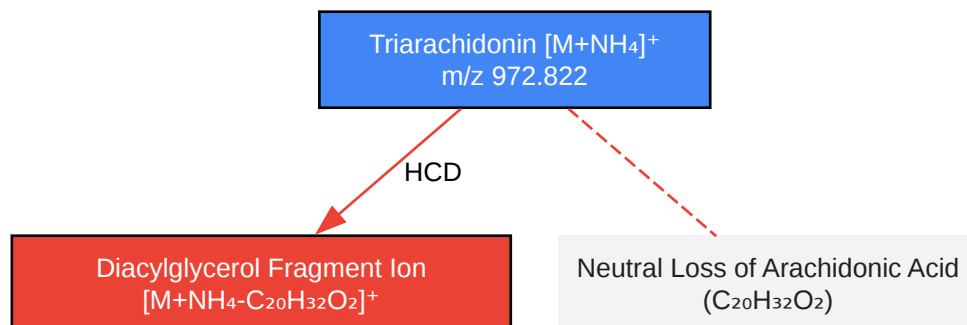 Triarachidonin [M+NH₄]⁺
m/z 972.822
HCD
Diacylglycerol Fragment Ion
[M+NH₄-C₂₀H₃₂O₂]⁺
Neutral Loss of Arachidonic Acid
(C₂₀H₃₂O₂)